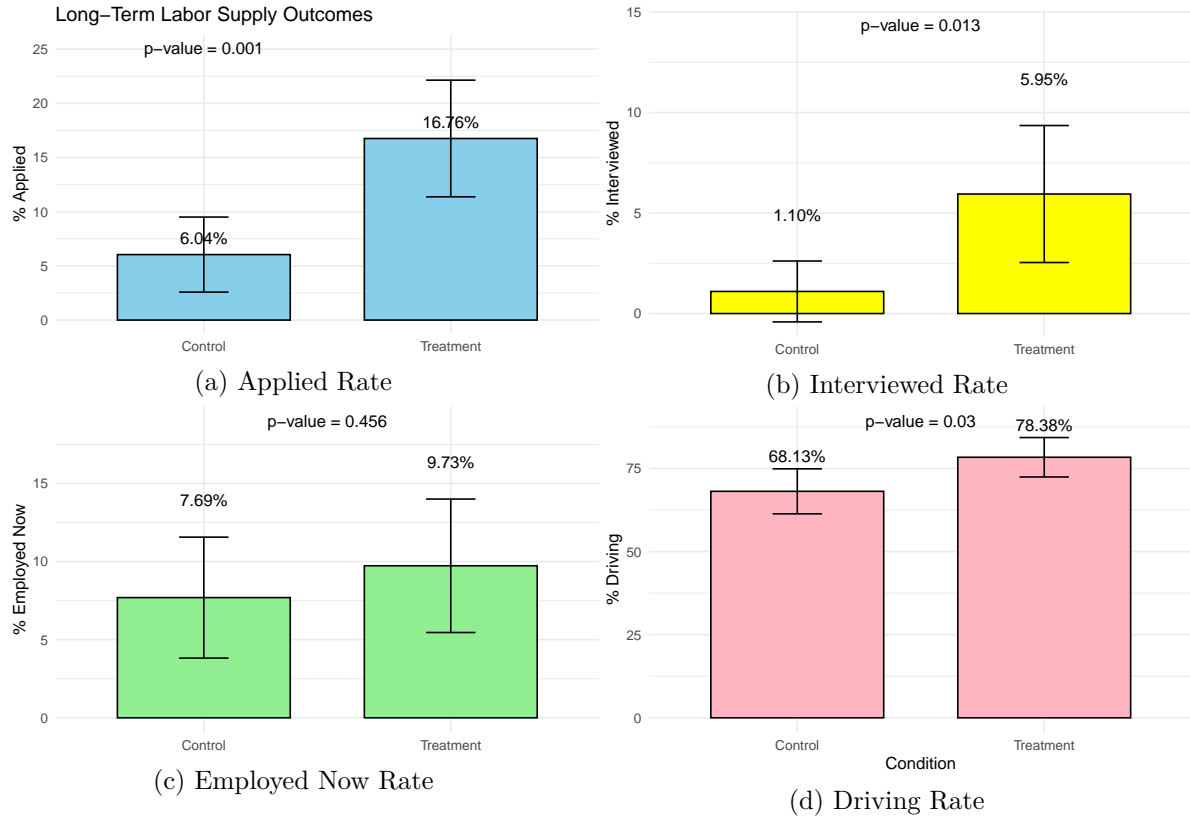 Long−Term Labor Supply Outcomes
p−value = 0.001
25
20
15
10
5
0
% Applied
6.04%
16.76%
Control
Treatment
(a) Applied Rate
p−value = 0.013
15
10
5
0
% Interviewed
1.10%
5.95%
Control
Treatment
(b) Interviewed Rate
p−value = 0.456
15
10
5
0
% Employed Now
7.69%
9.73%
Control
Treatment
(c) Employed Now Rate
p−value = 0.03
75
50
25
0
% Driving
68.13%
78.38%
Control
Treatment
Condition
(d) Driving Rate